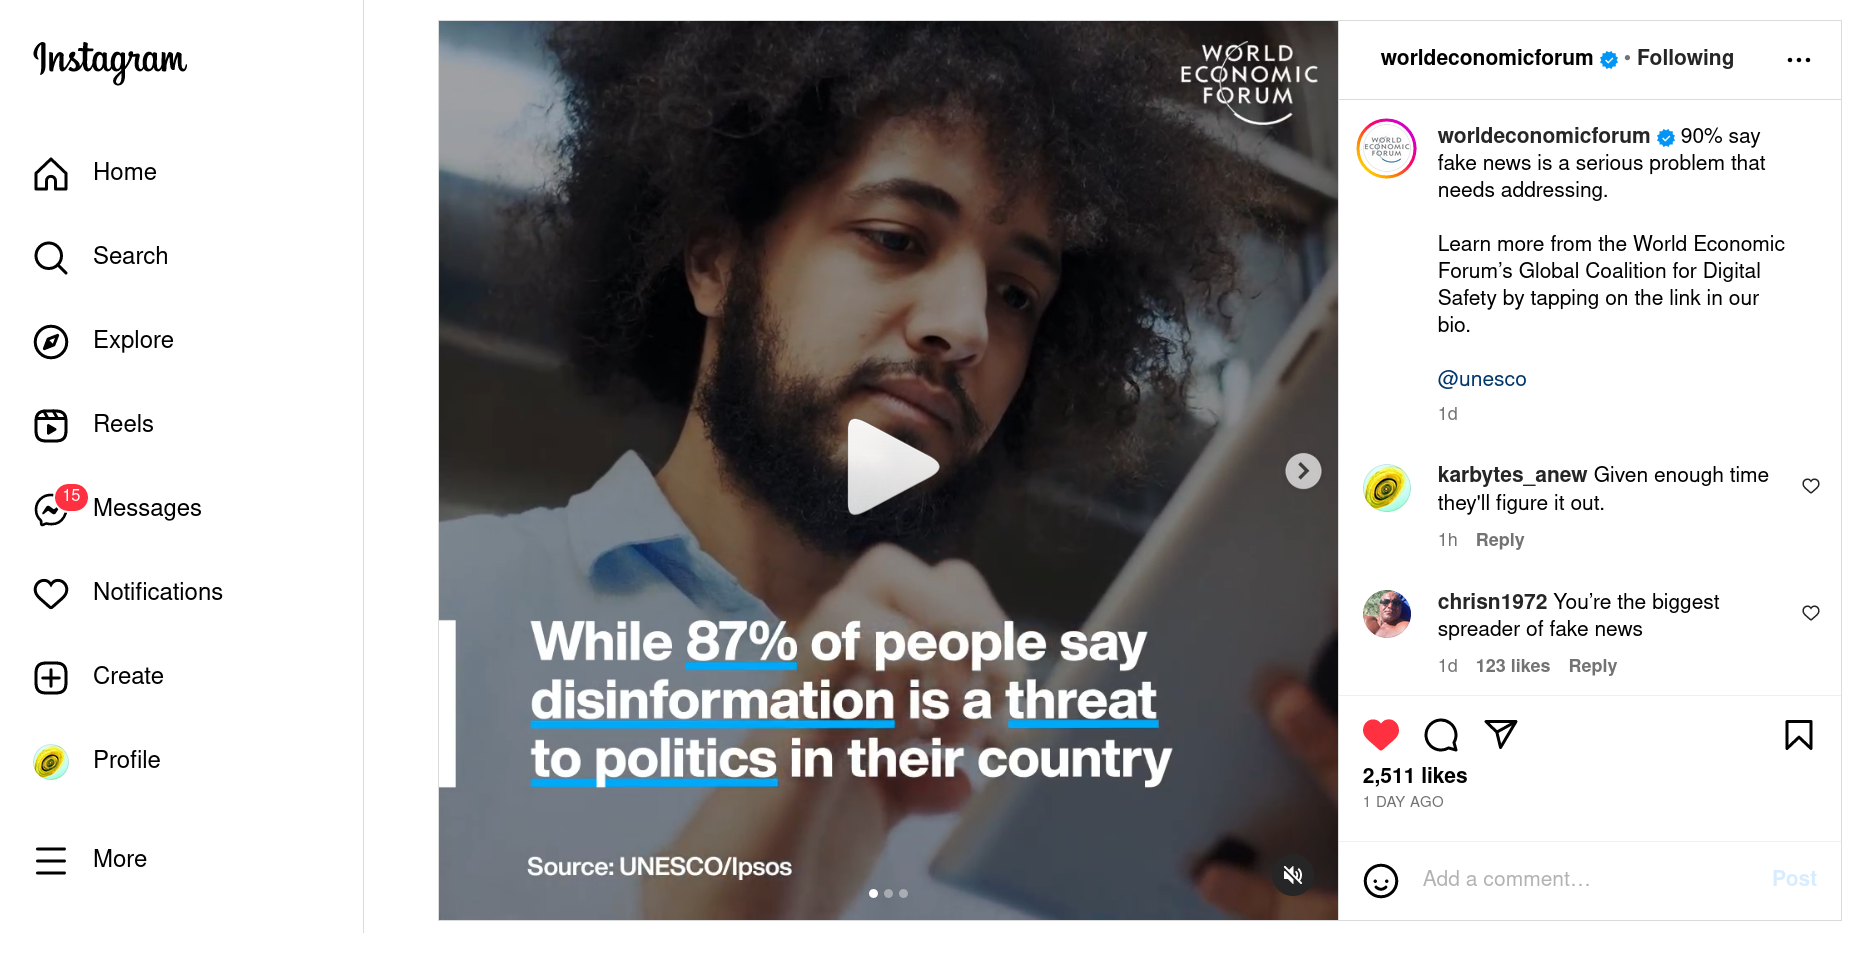 Instagram
Home
Search
Explore
Reels
15
Messages
Notifications
Create
Profile
More
WORLD
ECONOMIC
FORUM
While 87% of people say
disinformation is a threat
to politics in their country
Source: UNESCO/Ipsos
worldeconomicforum • Following
WORLD
ECONOMIC
FORUM
worldeconomicforum 90% say
fake news is a serious problem that
needs addressing.
Learn more from the World Economic
Forum’s Global Coalition for Digital
Safety by tapping on the link in our
bio.
@unesco
1d
karbytes_anew Given enough time
they'll figure it out.
1h Reply
chrisn1972 You’re the biggest
spreader of fake news
1d 123 likes Reply
2,511 likes
1 DAY AGO
Add a comment…
Post